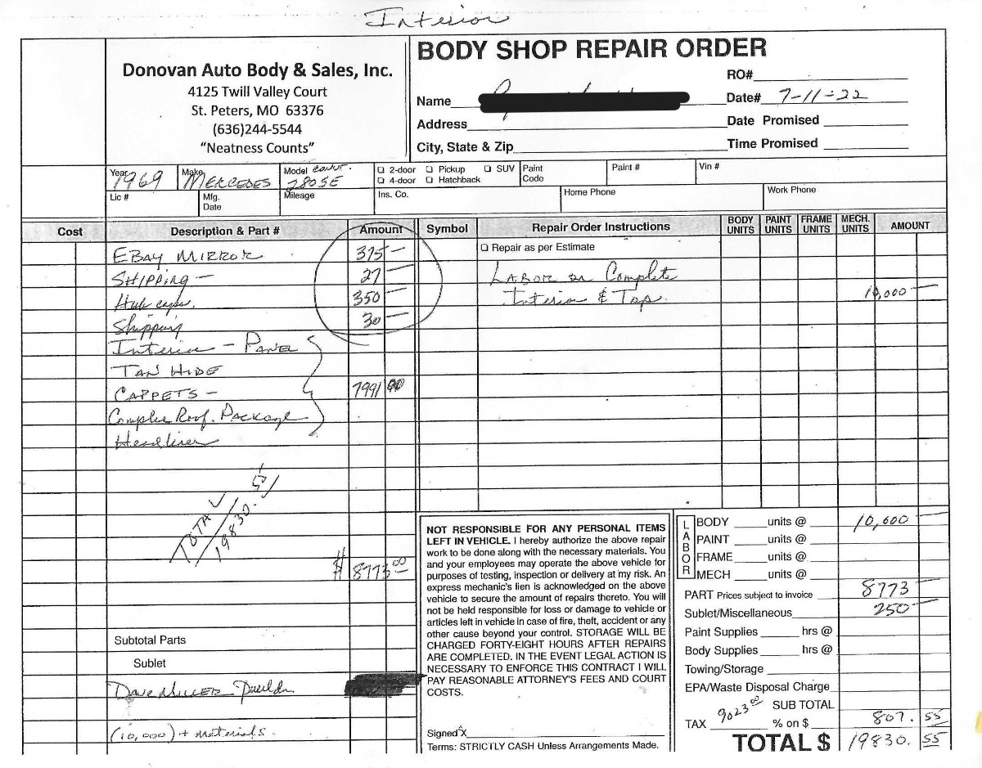 Interior
Donovan Auto Body & Sales, Inc.
4125 Twill Valley Court
St. Peters, MO 63376
(636)244-5544
"Neatness Counts"
BODY SHOP REPAIR ORDER
RO#
Name
Date# 7-11-22
Address
Date Promised
City, State & Zip
Time Promised
Year 1969
Make MERCEDES
Model conv. 280SE
2-door 4-door
Pickup Hatchback
SUV
Paint Code
Paint #
Vin #
Lic #
Mfg. Date
Mileage
Ins. Co.
Home Phone
Work Phone
Cost Description & Part # Amount Symbol Repair Order Instructions BODY UNITS PAINT UNITS FRAME UNITS MECH. UNITS AMOUNT
EBAY MIRROR 375-
Repair as per Estimate
SHIPPING - 27-
LABOR on Complete
Hub caps. 350-
Interior & Top. 10,000-
Shipping 30-
Interior - PANEL
TAN HIDE
CARPETS - 7991 00
Complee Roof. Package
Headliner
TOTAL
19830. 55
$ 8773 00
Subtotal Parts
Sublet
Dave Miller
(10,000) + materials.
NOT RESPONSIBLE FOR ANY PERSONAL ITEMS
LEFT IN VEHICLE. I hereby authorize the above repair
work to be done along with the necessary materials. You
and your employees may operate the above vehicle for
purposes of testing, inspection or delivery at my risk. An
express mechanic's lien is acknowledged on the above
vehicle to secure the amount of repairs thereto. You will
not be held responsible for loss or damage to vehicle or
articles left in vehicle in case of fire, theft, accident or any
other cause beyond your control. STORAGE WILL BE
CHARGED FORTY-EIGHT HOURS AFTER REPAIRS
ARE COMPLETED. IN THE EVENT LEGAL ACTION IS
NECESSARY TO ENFORCE THIS CONTRACT I WILL
PAY REASONABLE ATTORNEY'S FEES AND COURT
COSTS.
Signed X
Terms: STRICTLY CASH Unless Arrangements Made.
LABOR
BODY units @ 10,000
PAINT units @
FRAME units @
MECH units @
PART Prices subject to invoice 8773
Sublet/Miscellaneous 250-
Paint Supplies hrs @
Body Supplies hrs @
Towing/Storage
EPA/Waste Disposal Charge
SUB TOTAL
TAX 9023 00 % on $ 807. 55
TOTAL $ 19830. 55